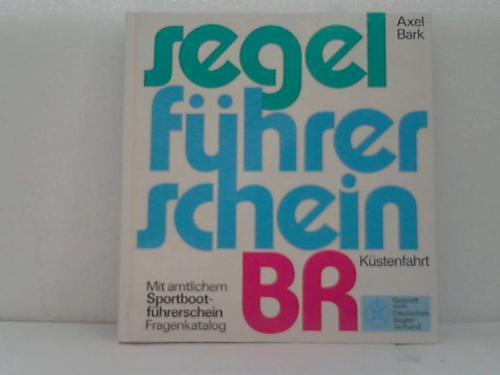 Axel
Bark
segel
führer
schein
Küstenfahrt
BR
Mit amtlichem
Sportboot-
führerschein
Fragenkatalog
Geprüft
vom
Deutschen
Segler-
verband